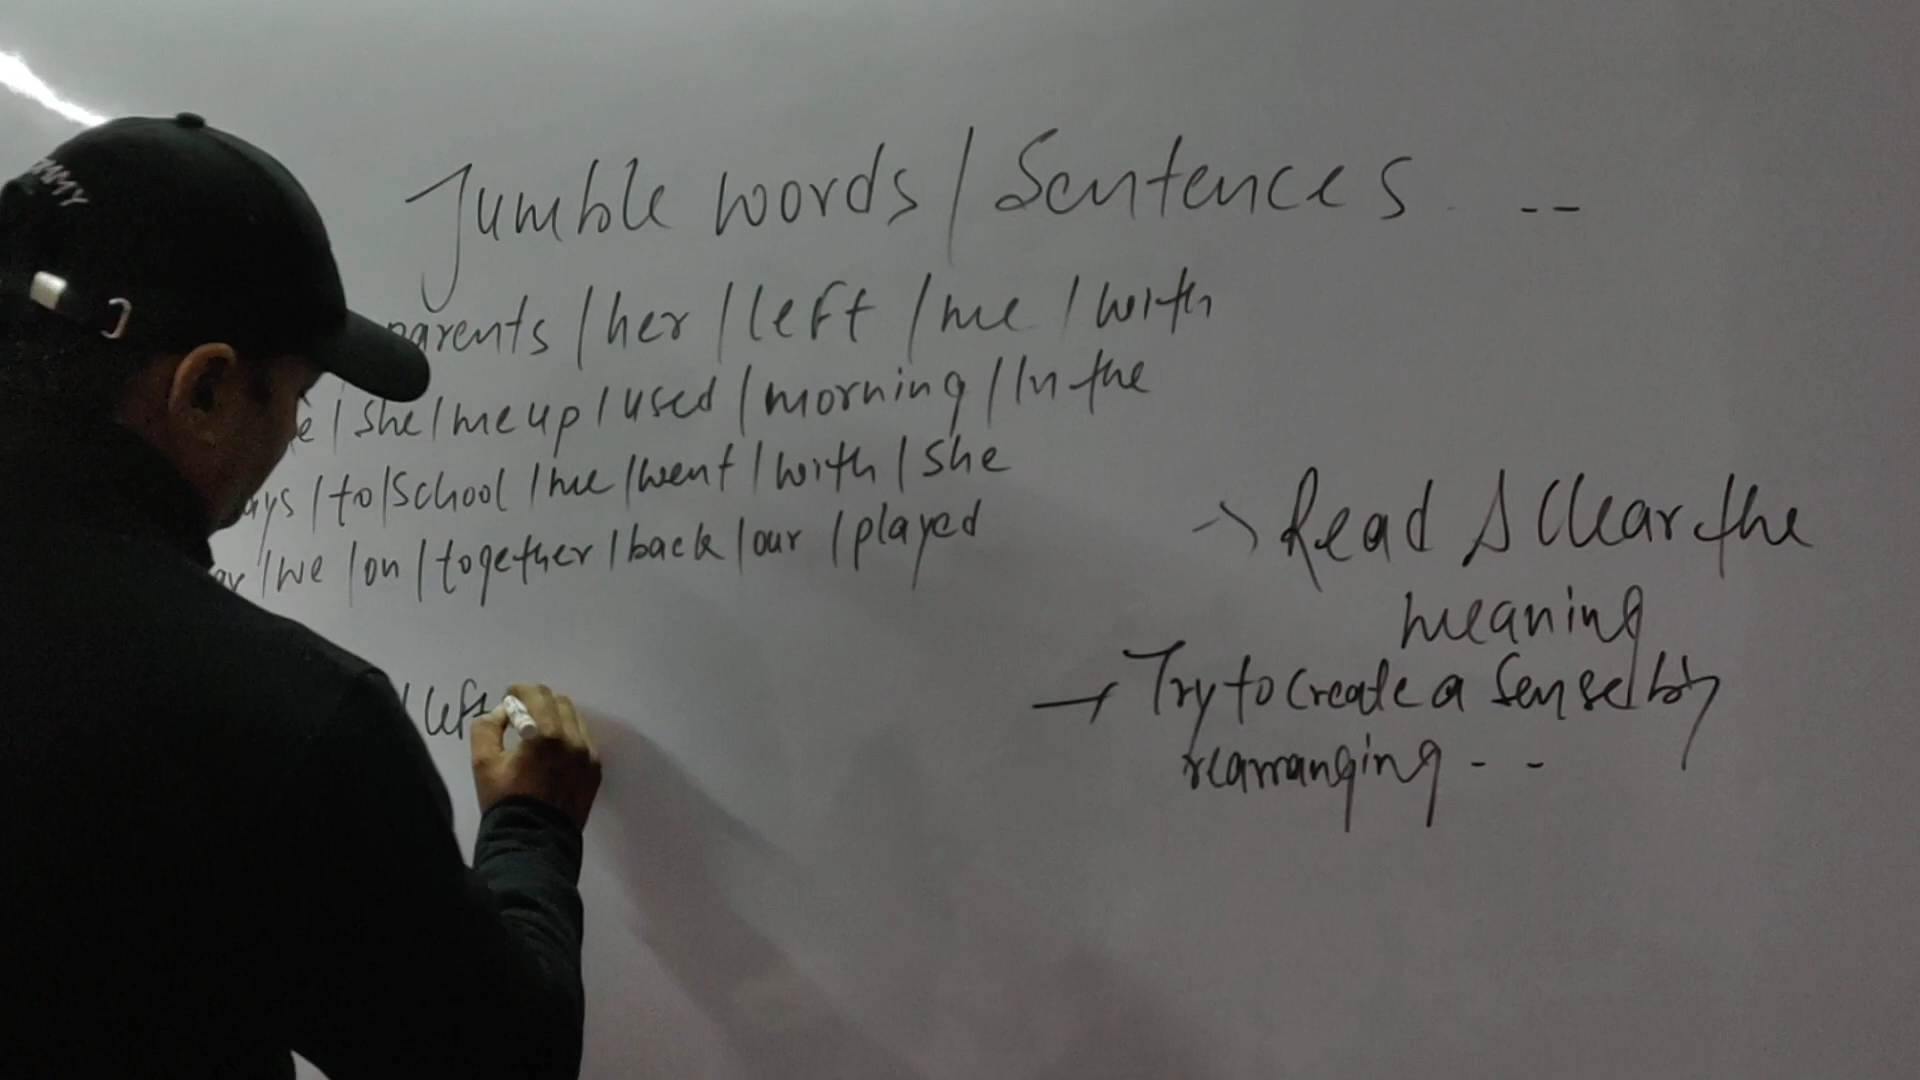 Jumble words / Sentences . --
parents / her / left / me / with
e / she / me up / used / morning / In the
ays / to / School / me / went / with / she
/ we / on / together / back / our / played
left
→ Read & Clear the
meaning
→ Try to create a sense by
rearranging - -